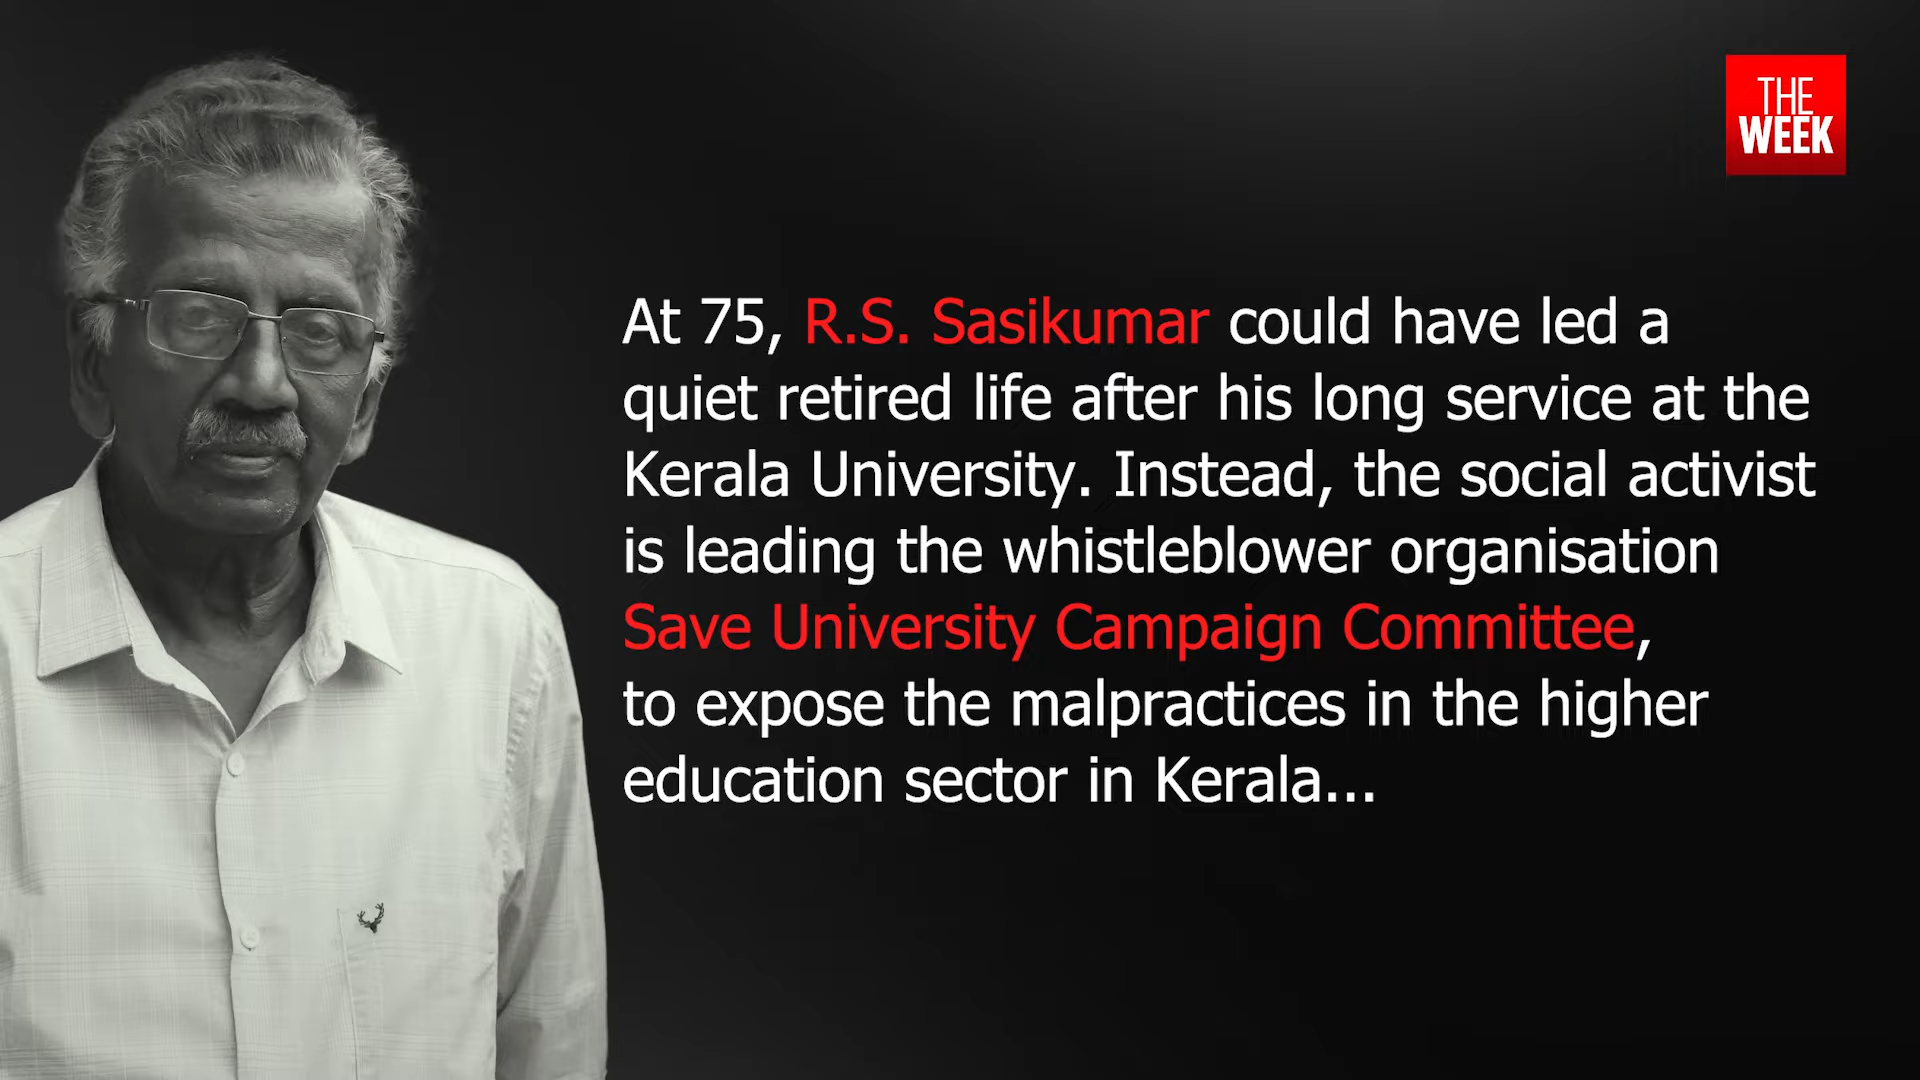 THE
WEEK
At 75, R.S. Sasikumar could have led a
quiet retired life after his long service at the
Kerala University. Instead, the social activist
is leading the whistleblower organisation
Save University Campaign Committee,
to expose the malpractices in the higher
education sector in Kerala...